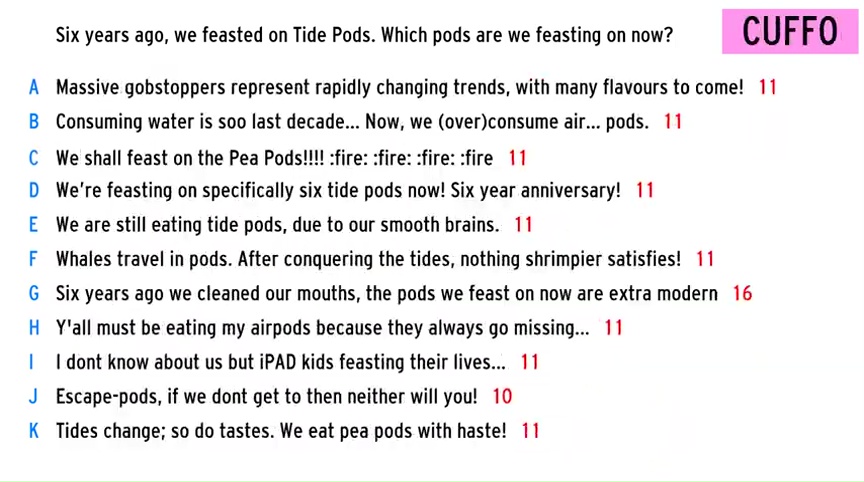 Six years ago, we feasted on Tide Pods. Which pods are we feasting on now?
CUFFO
A Massive gobstoppers represent rapidly changing trends, with many flavours to come! 11
B Consuming water is soo last decade... Now, we (over)consume air... pods. 11
C We shall feast on the Pea Pods!!!! :fire: :fire: :fire: :fire 11
D We're feasting on specifically six tide pods now! Six year anniversary! 11
E We are still eating tide pods, due to our smooth brains. 11
F Whales travel in pods. After conquering the tides, nothing shrimpier satisfies! 11
G Six years ago we cleaned our mouths, the pods we feast on now are extra modern 16
H Y'all must be eating my airpods because they always go missing... 11
I I dont know about us but iPAD kids feasting their lives... 11
J Escape-pods, if we dont get to then neither will you! 10
K Tides change; so do tastes. We eat pea pods with haste! 11